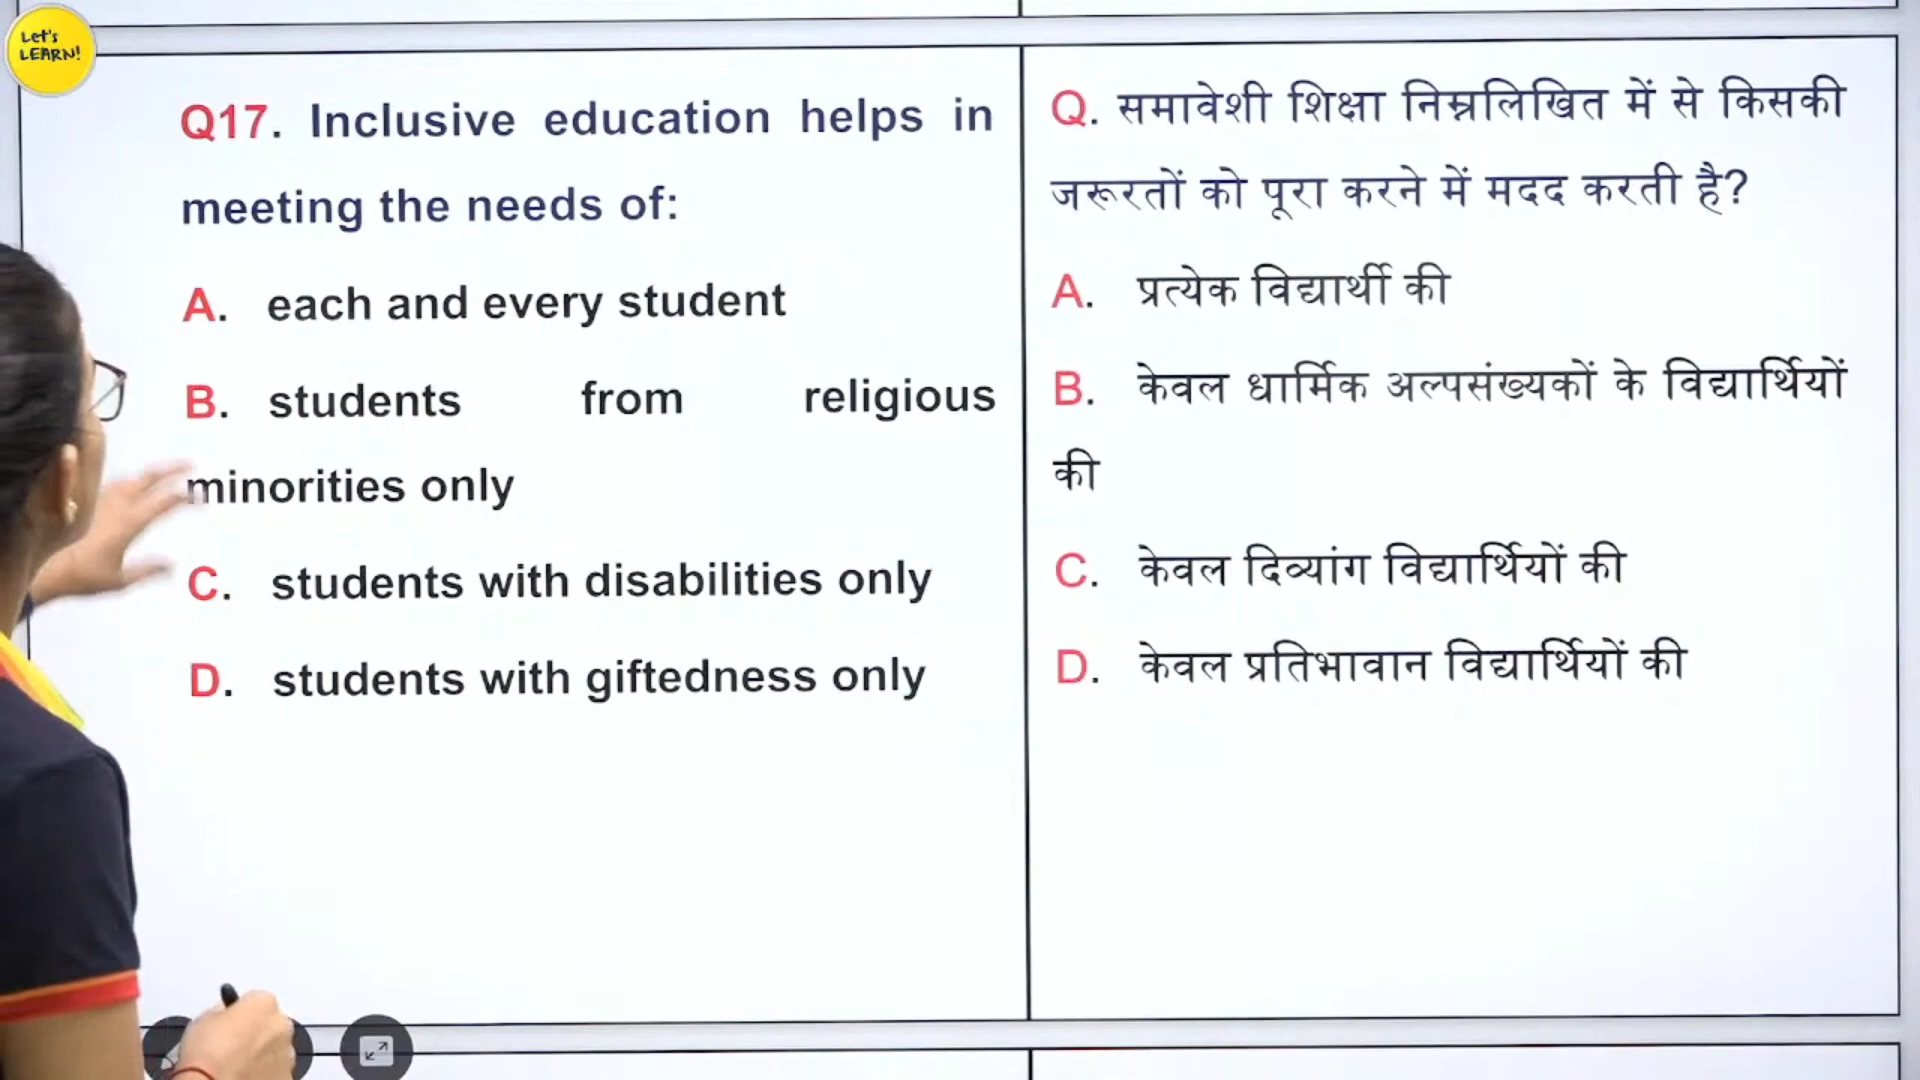 Let's
LEARN!
Q17. Inclusive education helps in
meeting the needs of:
A. each and every student
B. students from religious
minorities only
C. students with disabilities only
D. students with giftedness only
Q. समावेशी शिक्षा निम्नलिखित में से किसकी
जरूरतों को पूरा करने में मदद करती है?
A. प्रत्येक विद्यार्थी की
B. केवल धार्मिक अल्पसंख्यकों के विद्यार्थियों
की
C. केवल दिव्यांग विद्यार्थियों की
D. केवल प्रतिभावान विद्यार्थियों की